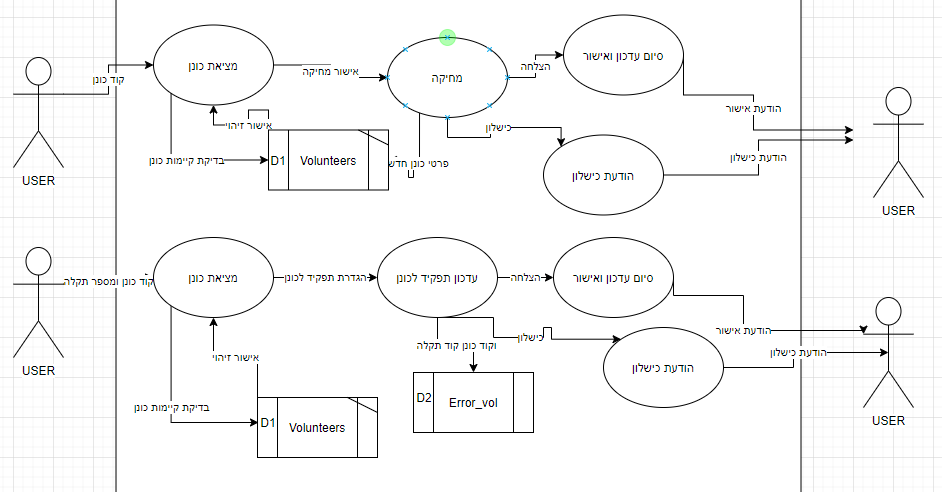 מציאת כונן
מחיקה
סיום עדכון ואישור
קוד כונן
אישור מחיקה
הצלחה
הודעת אישור
אישור זיהוי
כישלון
בדיקת קיימות כונן
D1
Volunteers
פרטי כונן חדש
הודעת כישלון
הודעת כישלון
USER
USER
מציאת כונן
עדכון תפקיד לכונן
סיום עדכון ואישור
קוד כונן ומספר תקלה
הגדרת תפקיד לכונן
הצלחה
הודעת אישור
כישלון
וקוד כונן קוד תקלה
הודעת כישלון
אישור זיהוי
הודעת כישלון
USER
D2
Error_vol
בדיקת קיימות כונן
D1
Volunteers
USER